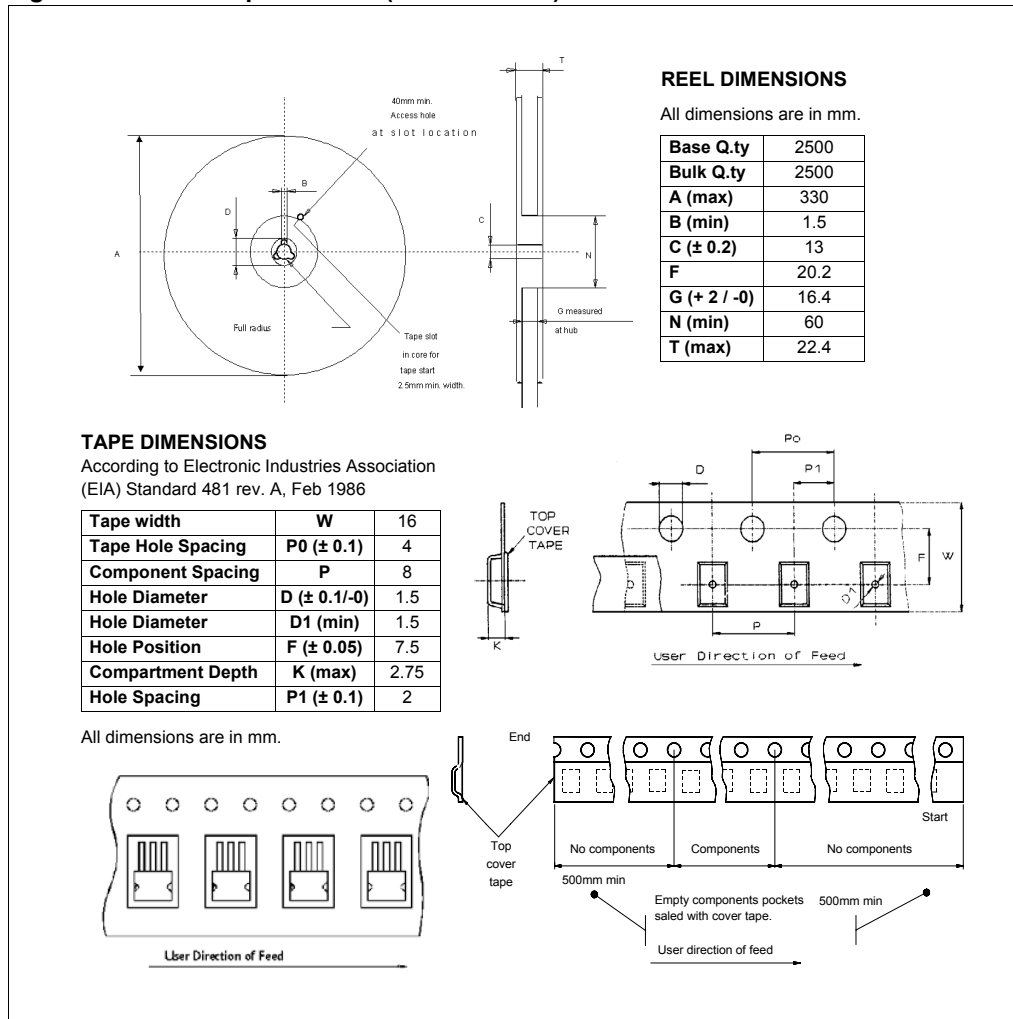 T
40mm min.
Access hole
at slot location
B
D
C
A
N
Full radius
G measured
at hub
Tape slot
in core for
tape start
2.5mm min. width.
REEL DIMENSIONS
All dimensions are in mm.
Base Q.ty 2500
Bulk Q.ty 2500
A (max) 330
B (min) 1.5
C (± 0.2) 13
F 20.2
G (+ 2 / -0) 16.4
N (min) 60
T (max) 22.4
TAPE DIMENSIONS
According to Electronic Industries Association
(EIA) Standard 481 rev. A, Feb 1986
Tape width W 16
Tape Hole Spacing P0 (± 0.1) 4
Component Spacing P 8
Hole Diameter D (± 0.1/-0) 1.5
Hole Diameter D1 (min) 1.5
Hole Position F (± 0.05) 7.5
Compartment Depth K (max) 2.75
Hole Spacing P1 (± 0.1) 2
All dimensions are in mm.
TOP
COVER
TAPE
K
Po
D
P1
F
W
D1
P
User Direction of Feed
End
Start
Top
cover
tape
No components
Components
No components
500mm min
Empty components pockets
saled with cover tape.
500mm min
User direction of feed
User Direction of Feed